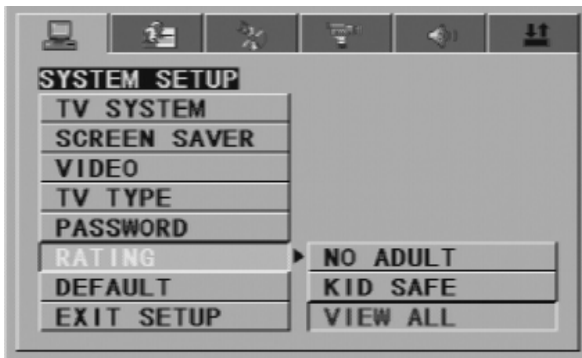 SYSTEM SETUP
TV SYSTEM
SCREEN SAVER
VIDEO
TV TYPE
PASSWORD
RATING
NO ADULT
DEFAULT
KID SAFE
EXIT SETUP
VIEW ALL